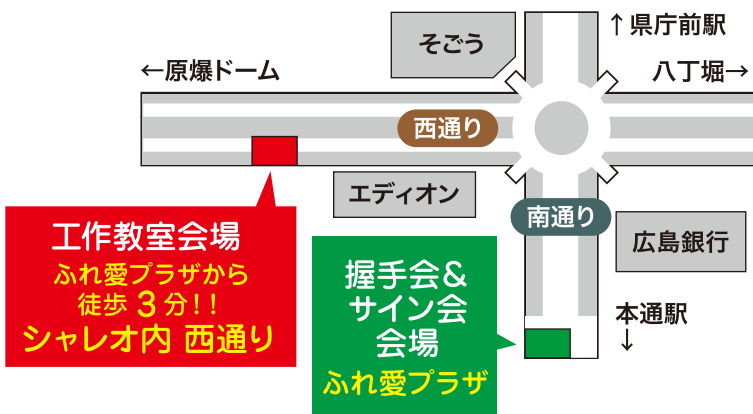 そごう
↑県庁前駅
←原爆ドーム
八丁堀→
西通り
エディオン
南通り
広島銀行
工作教室会場
ふれ愛プラザから
徒歩 3 分!!
シャレオ内 西通り
握手会&
サイン会
会場
ふれ愛プラザ
本通駅
↓